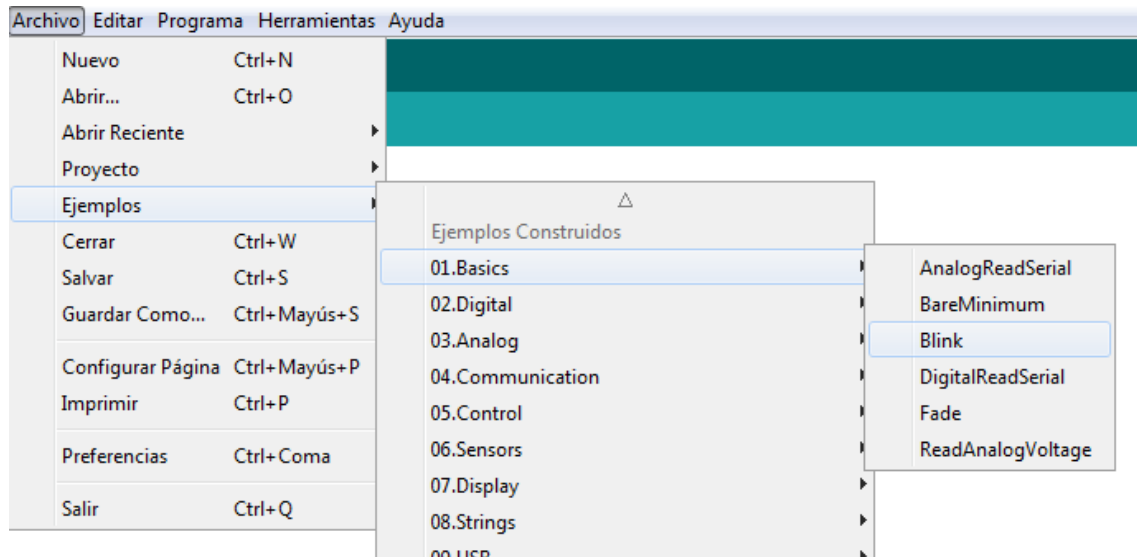 Archivo Editar Programa Herramientas Ayuda
Nuevo Ctrl+N
Abrir... Ctrl+O
Abrir Reciente
Proyecto
Ejemplos
Cerrar Ctrl+W
Salvar Ctrl+S
Guardar Como... Ctrl+Mayús+S
Configurar Página Ctrl+Mayús+P
Imprimir Ctrl+P
Preferencias Ctrl+Coma
Salir Ctrl+Q
Ejemplos Construidos
01.Basics
02.Digital
03.Analog
04.Communication
05.Control
06.Sensors
07.Display
08.Strings
09.USB
AnalogReadSerial
BareMinimum
Blink
DigitalReadSerial
Fade
ReadAnalogVoltage